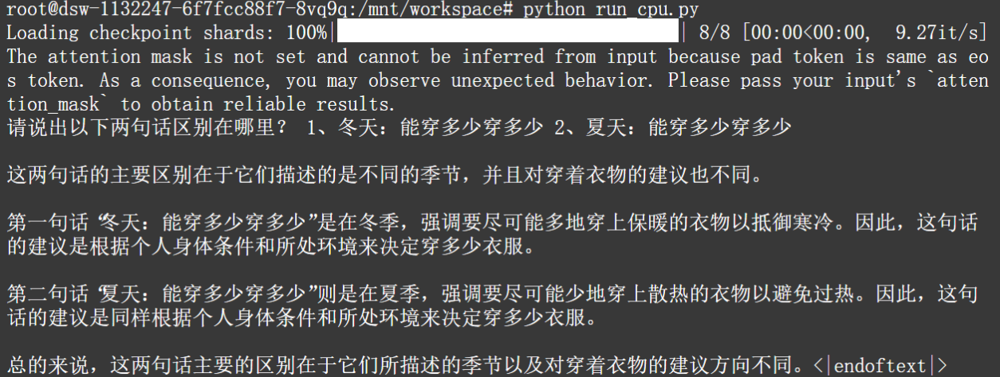 root@dsw-1132247-6f7fcc88f7-8vq9q:/mnt/workspace# python run_cpu.py
Loading checkpoint shards: 100%|██████████| 8/8 [00:00<00:00,  9.27it/s]
The attention mask is not set and cannot be inferred from input because pad token is same as eo
s token. As a consequence, you may observe unexpected behavior. Please pass your input's `atten
tion_mask` to obtain reliable results.
请说出以下两句话区别在哪里？ 1、冬天：能穿多少穿多少 2、夏天：能穿多少穿多少
这两句话的主要区别在于它们描述的是不同的季节，并且对穿着衣物的建议也不同。
第一句话“冬天：能穿多少穿多少”是在冬季，强调要尽可能多地穿上保暖的衣物以抵御寒冷。因此，这句话
的建议是根据个人身体条件和所处环境来决定穿多少衣服。
第二句话“夏天：能穿多少穿多少”则是在夏季，强调要尽可能少地穿上散热的衣物以避免过热。因此，这句
话的建议是同样根据个人身体条件和所处环境来决定穿多少衣服。
总的来说，这两句话主要的区别在于它们所描述的季节以及对穿着衣物的建议方向不同。<|endoftext|>